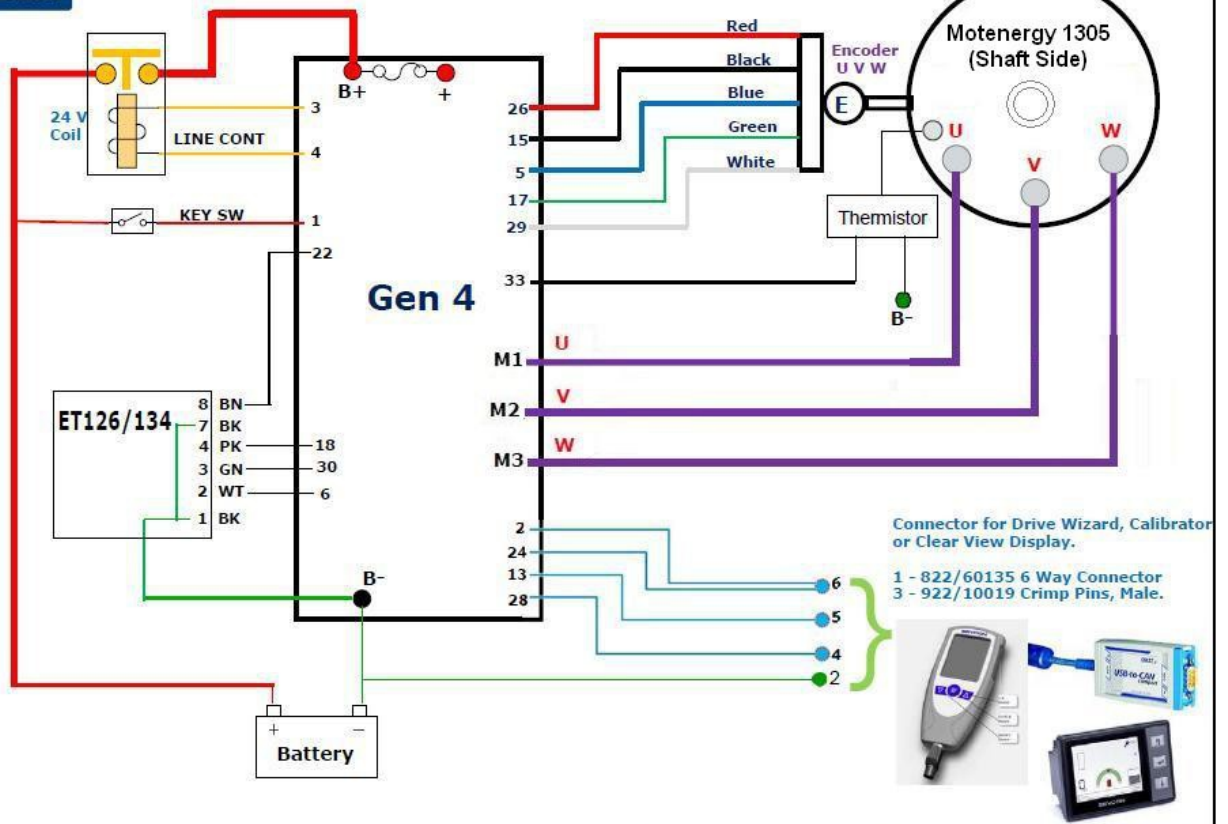 Red
Black
Blue
Green
White
Encoder
U V W
E
Motenergy 1305
(Shaft Side)
U
V
W
24 V
Coil
LINE CONT
KEY SW
B+
+
3
4
1
22
26
15
5
17
29
33
Gen 4
Thermistor
B-
M1 U
M2 V
M3 W
ET126/134
8 BN
7 BK
4 PK
3 GN
2 WT
1 BK
18
30
6
B-
2
24
13
28
6
5
4
2
Connector for Drive Wizard, Calibrator
or Clear View Display.
1 - 822/60135 6 Way Connector
3 - 922/10019 Crimp Pins, Male.
USB-to-CAN
compact
+
−
Battery